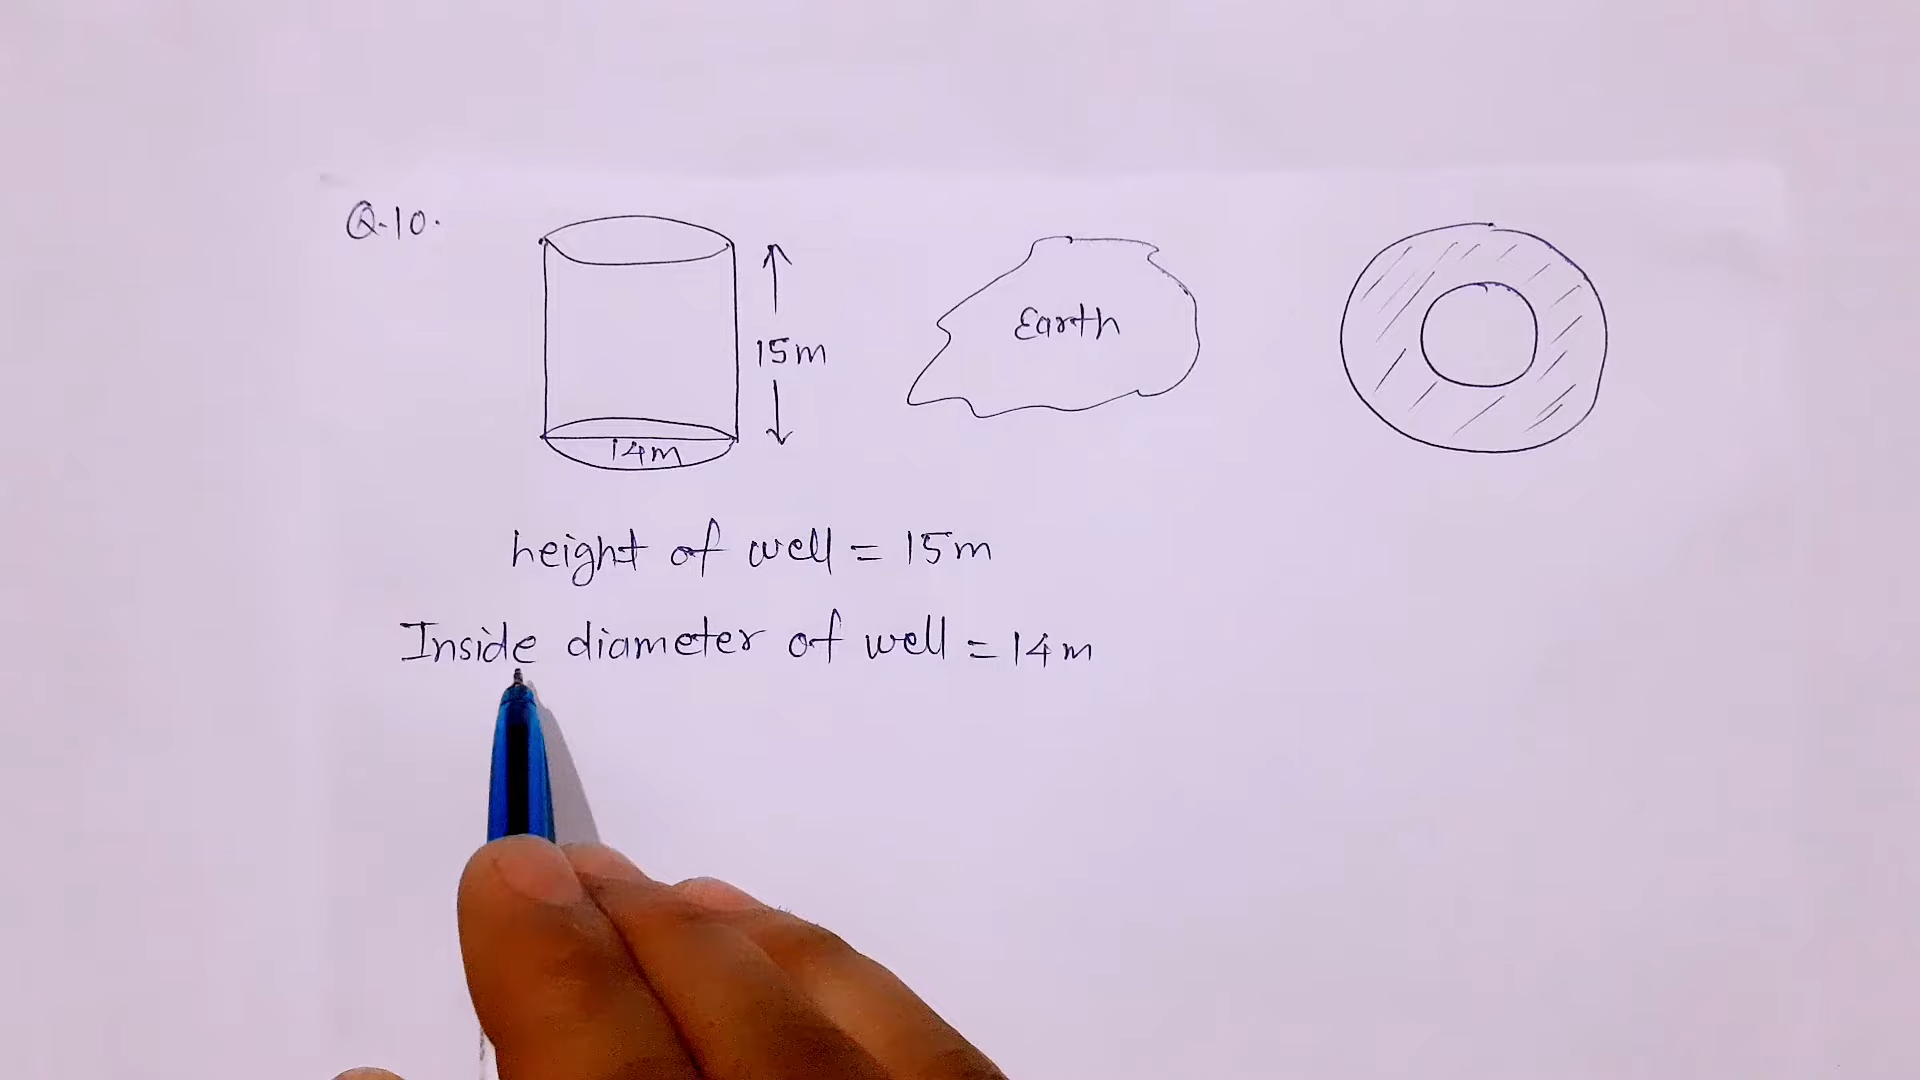 Q.10.
15m
14m
Earth
height of well = 15m
Inside diameter of well = 14m